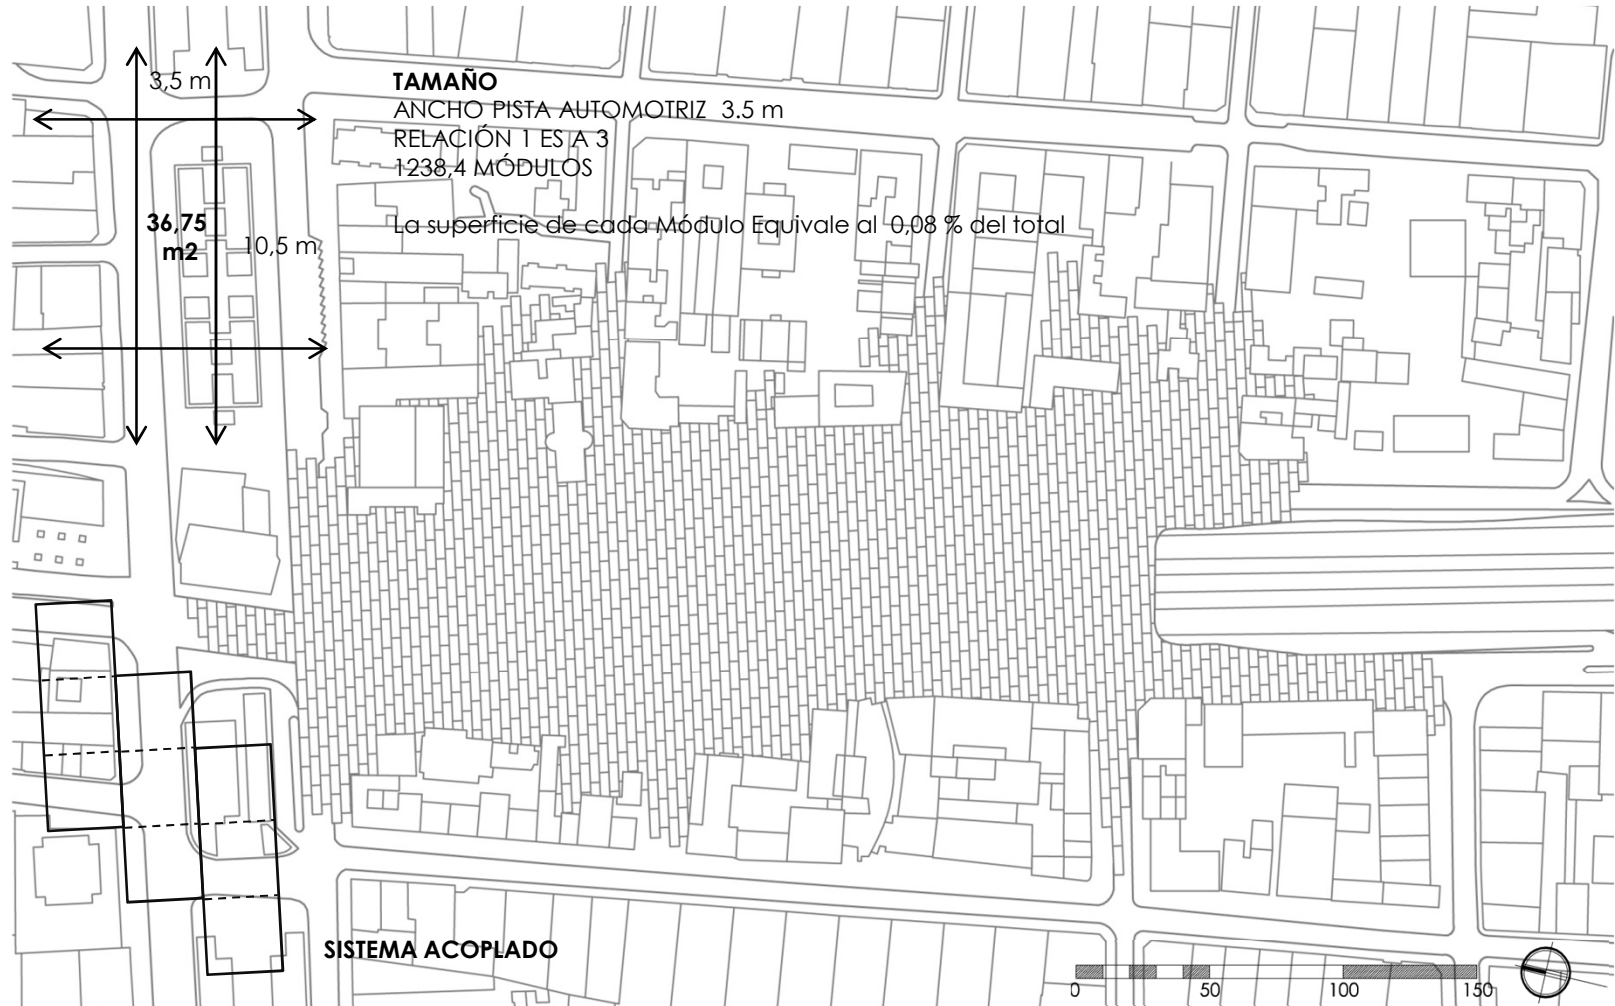 3,5 m
TAMAÑO
ANCHO PISTA AUTOMOTRIZ 3.5 m
RELACIÓN 1 ES A 3
1238,4 MÓDULOS
La superficie de cada Módulo Equivale al 0,08 % del total
36,75
m2
10,5 m
SISTEMA ACOPLADO
0 50 100 150